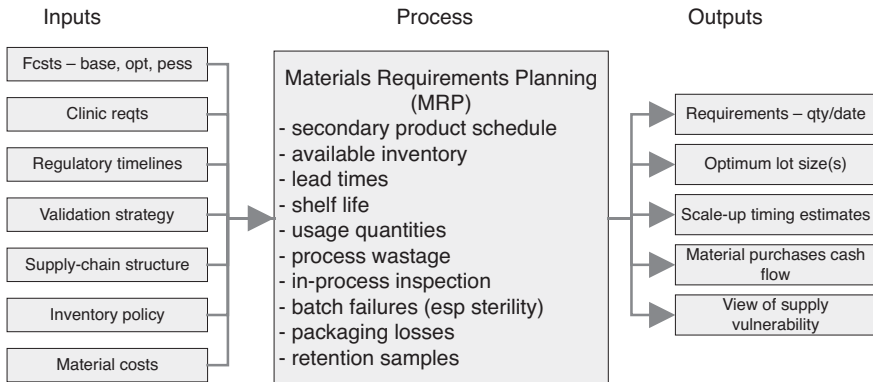 Inputs
Process
Outputs
Fcsts – base, opt, pess
Clinic reqts
Regulatory timelines
Validation strategy
Supply-chain structure
Inventory policy
Material costs
Materials Requirements Planning
(MRP)
- secondary product schedule
- available inventory
- lead times
- shelf life
- usage quantities
- process wastage
- in-process inspection
- batch failures (esp sterility)
- packaging losses
- retention samples
Requirements – qty/date
Optimum lot size(s)
Scale-up timing estimates
Material purchases cash
flow
View of supply
vulnerability